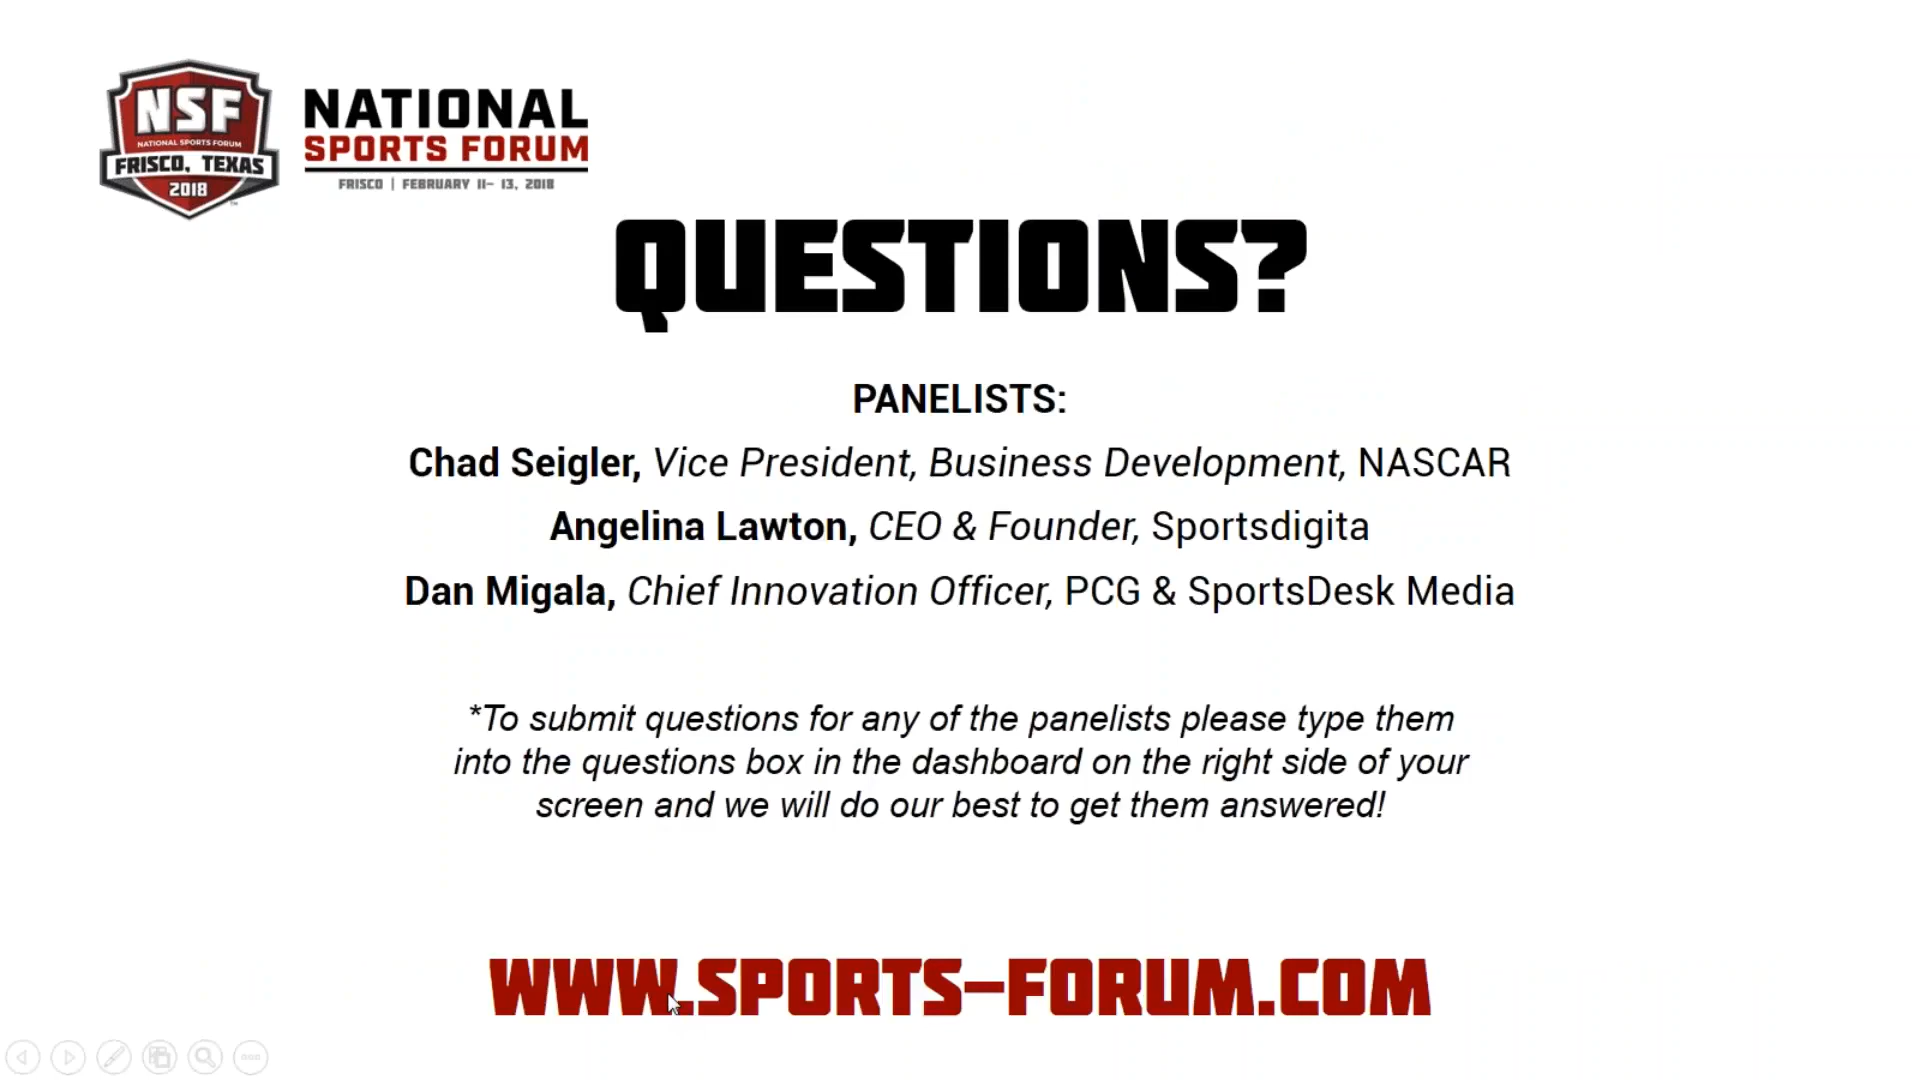 NSF
NATIONAL SPORTS FORUM
FRISCO, TEXAS
2018
NATIONAL
SPORTS FORUM
FRISCO | FEBRUARY 11- 13, 2018
QUESTIONS?
PANELISTS:
Chad Seigler, Vice President, Business Development, NASCAR
Angelina Lawton, CEO & Founder, Sportsdigita
Dan Migala, Chief Innovation Officer, PCG & SportsDesk Media
*To submit questions for any of the panelists please type them
into the questions box in the dashboard on the right side of your
screen and we will do our best to get them answered!
WWW.SPORTS-FORUM.COM